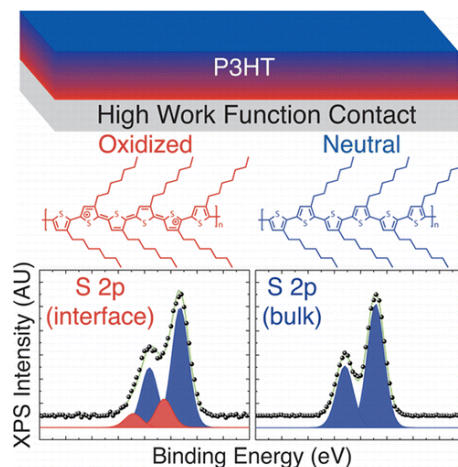 P3HT
High Work Function Contact
Oxidized
Neutral
S
S
S
S
S
n
S
S
S
S
S
n
XPS Intensity (AU)
S 2p
(interface)
S 2p
(bulk)
Binding Energy (eV)